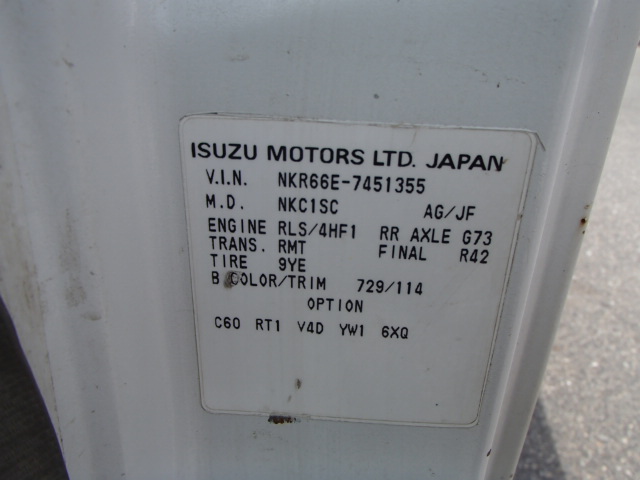 ISUZU MOTORS LTD. JAPAN
V.I.N. NKR66E-7451355
M.D. NKC1SC AG/JF
ENGINE RLS/4HF1 RR AXLE G73
TRANS. RMT FINAL R42
TIRE 9YE
B COLOR/TRIM 729/114
OPTION
C60 RT1 V4D YW1 6XQ